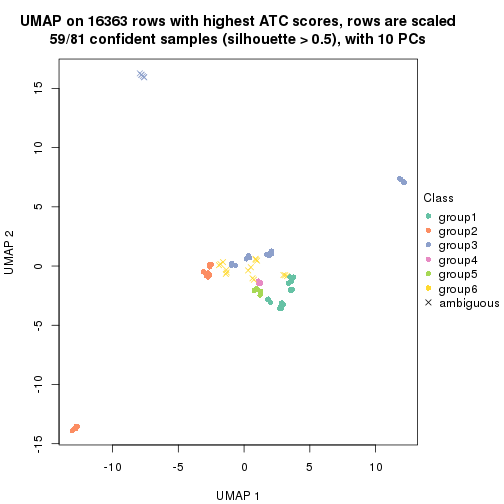 UMAP on 16363 rows with highest ATC scores, rows are scaled
59/81 confident samples (silhouette > 0.5), with 10 PCs
15
10
5
0
-5
-10
-15
UMAP 2
-10
-5
0
5
10
UMAP 1
Class
group1
group2
group3
group4
group5
group6
ambiguous